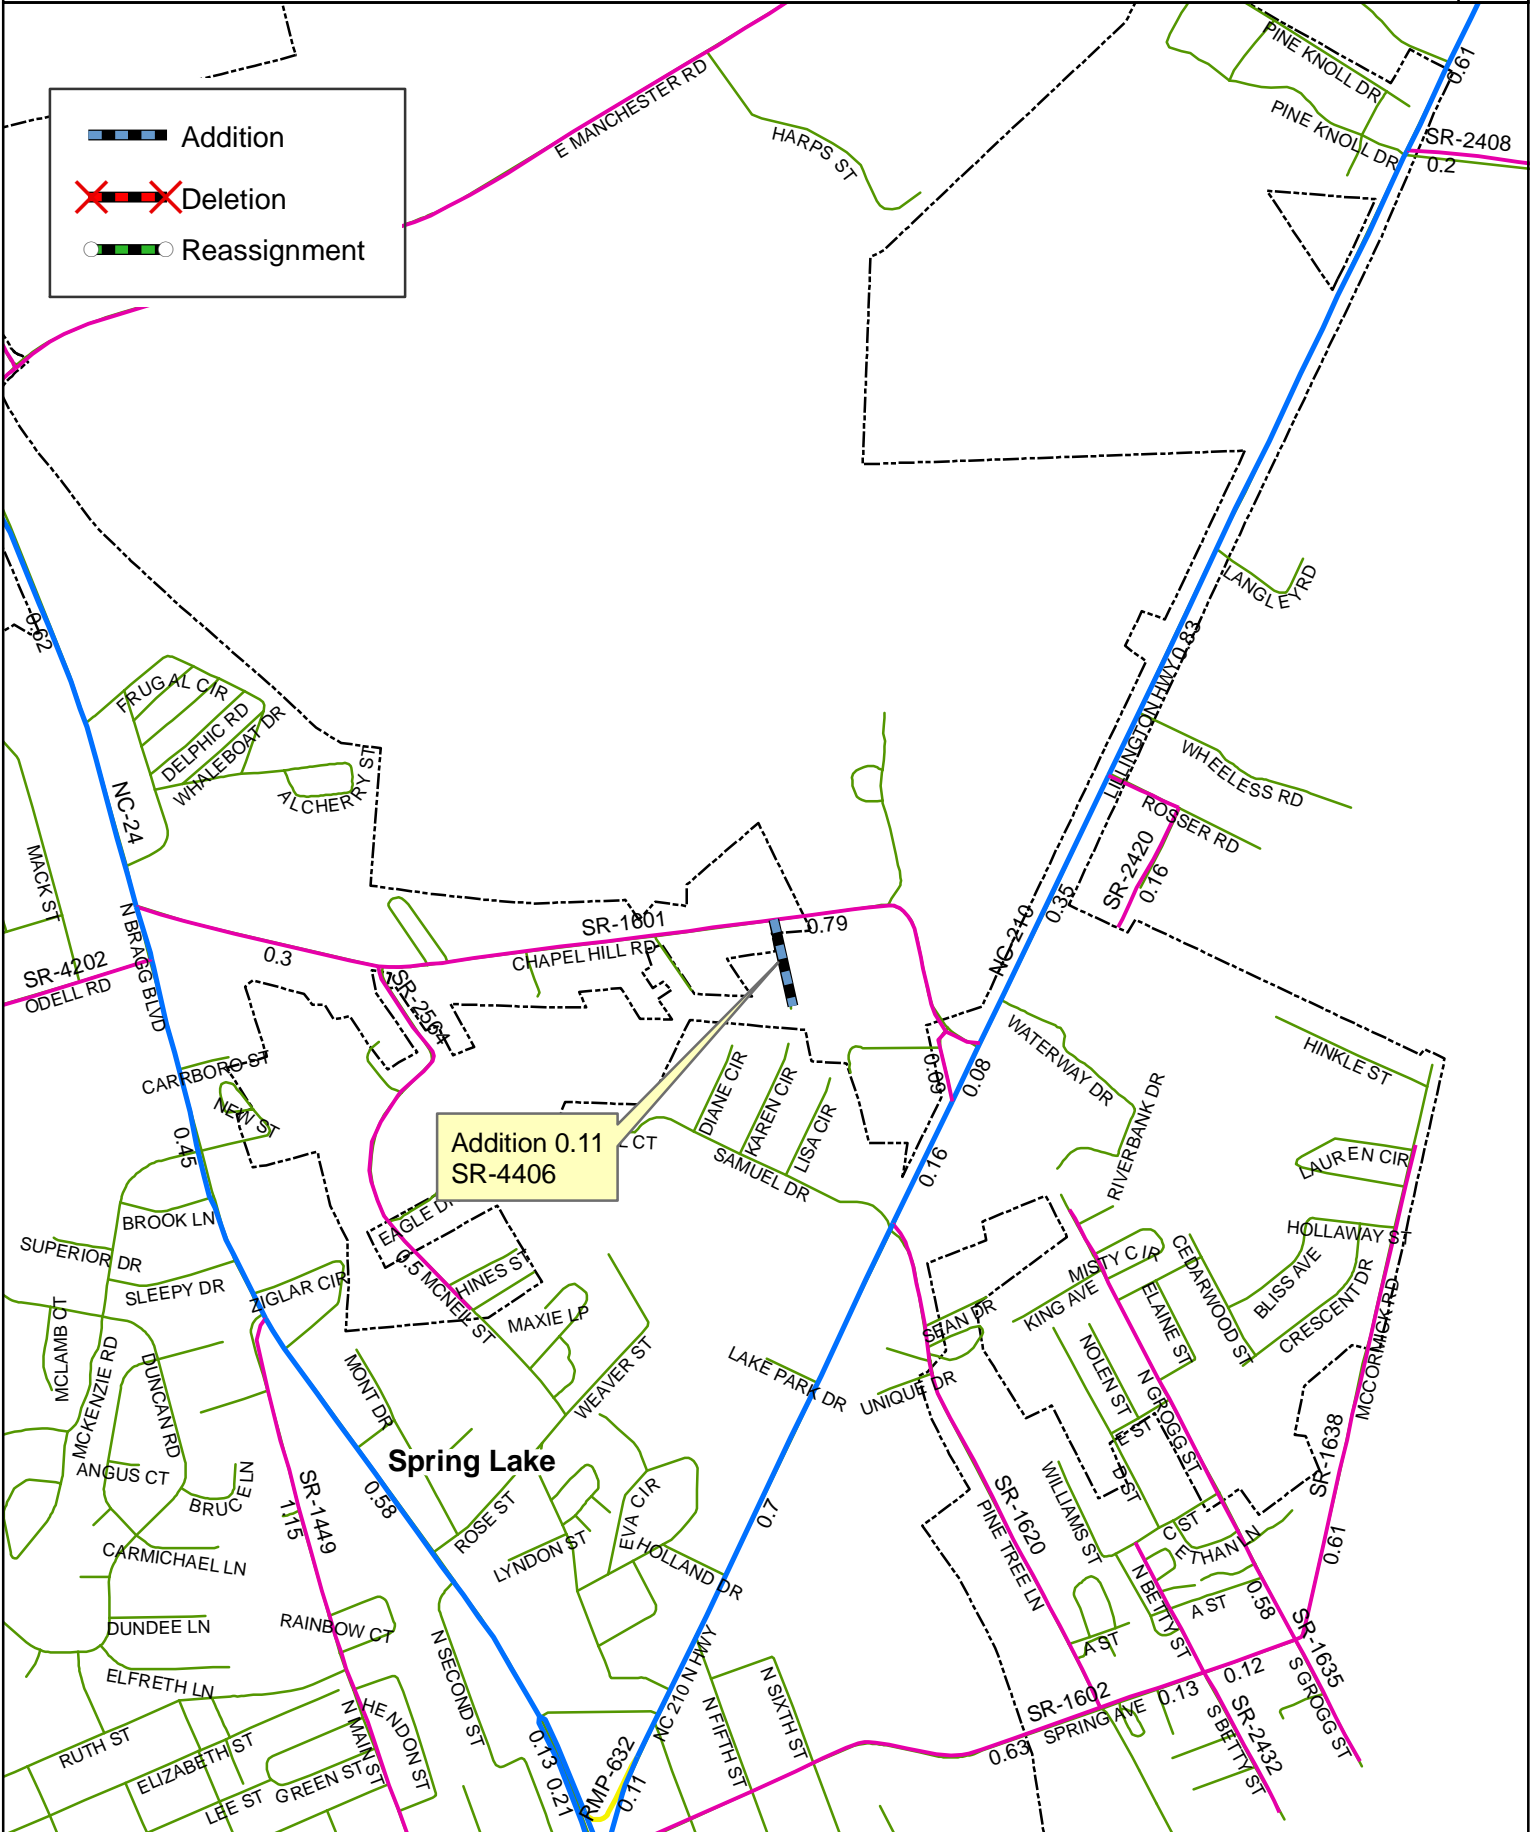 PINE KNOLL DR
0.61
E MANCHESTER RD
HARPS ST
PINE KNOLL DR
SR-2408
0.2
Addition
Deletion
Reassignment
LANGLEY RD
0.62
0.83
LILLINGTON HWY
FRUGAL CIR
DELPHIC RD
WHALEBOAT DR
ALCHERRY ST
NC-24
WHEELESS RD
ROSSER RD
SR-2420
0.16
MACK ST
N BRAGG BLVD
SR-1601
0.79
0.35
NC-210
0.3
CHAPEL HILL RD
SR-4202
ODELL RD
SR-2564
WATERWAY DR
HINKLE ST
CARRBORO ST
NEW ST
0.09
0.08
DIANE CIR
KAREN CIR
LISA CIR
RIVERBANK DR
Addition 0.11
SR-4406
CT
0.45
SAMUEL DR
0.16
LAUREN CIR
BROOK LN
EAGLE DR
HOLLAWAY ST
SUPERIOR DR
SLEEPY DR
ZIGLAR CIR
0.5
MCNEIL ST
HINES ST
MAXIE LP
MISTY CIR
CEDARWOOD ST
BLISS AVE
CRESCENT DR
KING AVE
ELAINE ST
SEAN DR
MCCORMICK RD
MCLAMB CT
MCKENZIE RD
DUNCAN RD
MONT DR
WEAVER ST
LAKE PARK DR
UNIQUE DR
NOLEN ST
N GROGG ST
E ST
D ST
SR-1638
Spring Lake
ANGUS CT
BRUCE LN
SR-1449
1.15
0.58
ROSE ST
LYNDON ST
EVA CIR
HOLLAND DR
0.7
SR-1620
PINE TREE LN
WILLIAMS ST
C ST
ETHAN LN
0.61
CARMICHAEL LN
N BETTY ST
A ST
0.58
DUNDEE LN
RAINBOW CT
A ST
SR-1635
S GROGG ST
ELFRETH LN
N SECOND ST
NC 210 N HWY
N FIFTH ST
N SIXTH ST
0.12
0.13
SR-1602
SPRING AVE
0.63
SR-2432
S BETTY ST
HENDON ST
N MAIN ST
RUTH ST
ELIZABETH ST
LEE ST
GREEN ST
0.13
0.21
RMP-632
0.11